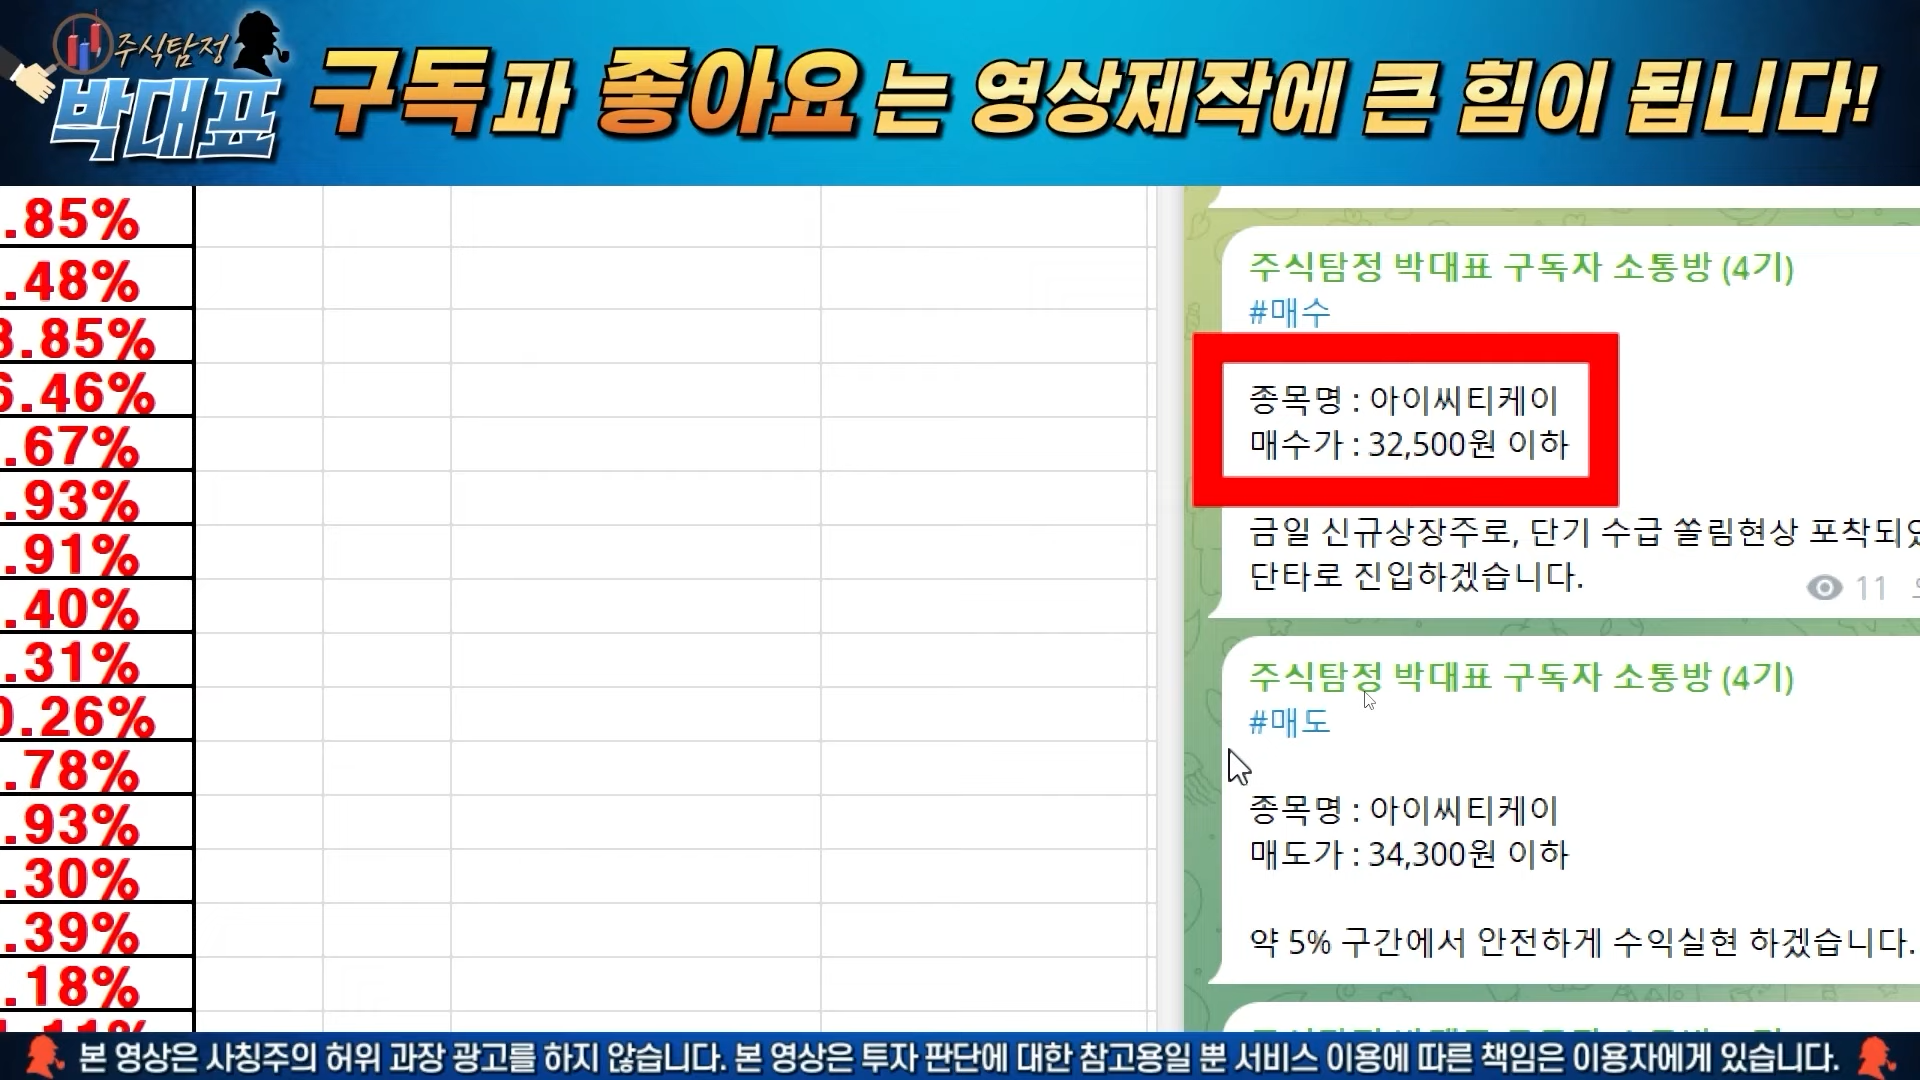 주식탐정
박대표
구독과 좋아요는 영상제작에 큰 힘이 됩니다!
.85%
.48%
3.85%
6.46%
.67%
.93%
.91%
.40%
.31%
0.26%
.78%
.93%
.30%
.39%
.18%
주식탐정 박대표 구독자 소통방 (4기)
#매수
종목명 : 아이씨티케이
매수가 : 32,500원 이하
금일 신규상장주로, 단기 수급 쏠림현상
단타로 진입하겠습니다.
11
주식탐정 박대표 구독자 소통방 (4기)
#매도
종목명 : 아이씨티케이
매도가 : 34,300원 이하
약 5% 구간에서 안전하게 수익실현 하겠습니다.
본 영상은 사칭주의 허위 과장 광고를 하지 않습니다. 본 영상은 투자 판단에 대한 참고용일 뿐 서비스 이용에 따른 책임은 이용자에게 있습니다.